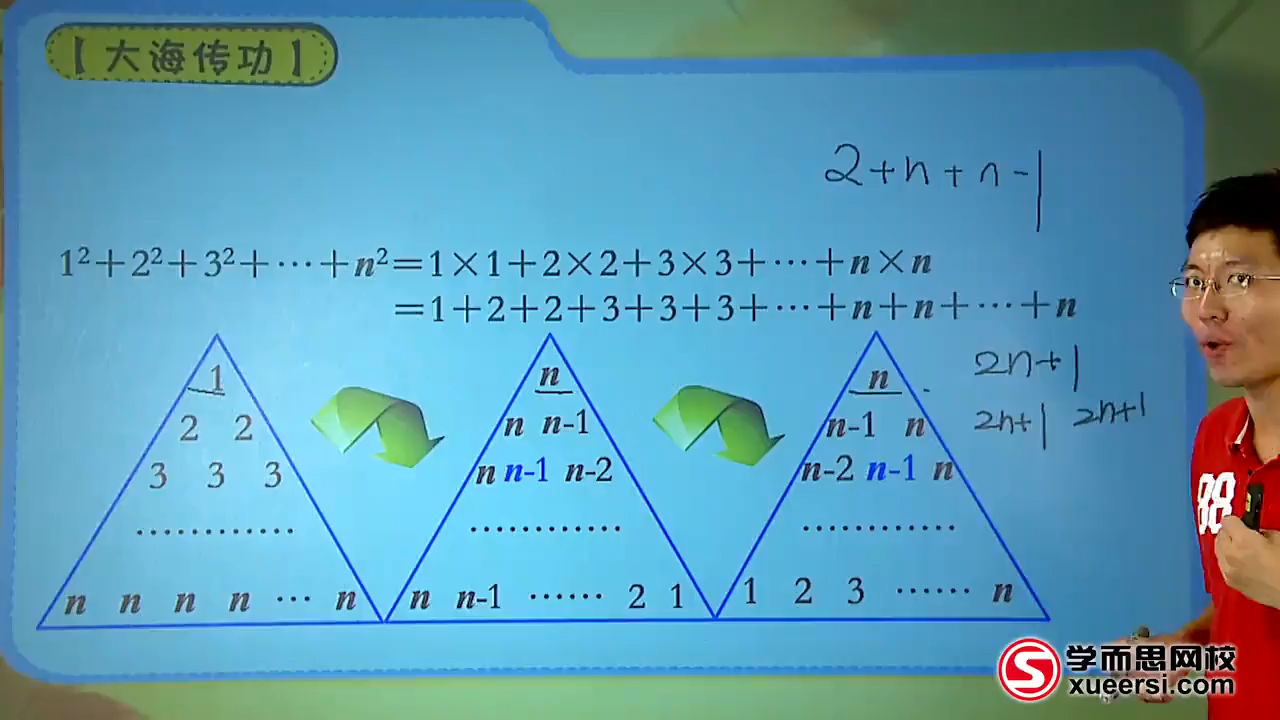 【大海传功】
2+n+n-1
1²+2²+3²+⋯+n²=1×1+2×2+3×3+⋯+n×n
=1+2+2+3+3+3+⋯+n+n+⋯+n
1
2 2
3 3 3
…………
n n n n ⋯ n
n
n n-1
n n-1 n-2
…………
n n-1 …… 2 1
n
n-1 n
n-2 n-1 n
…………
1 2 3 …… n
2n+1
2n+1 2n+1
88
学而思网校
xueersi.com